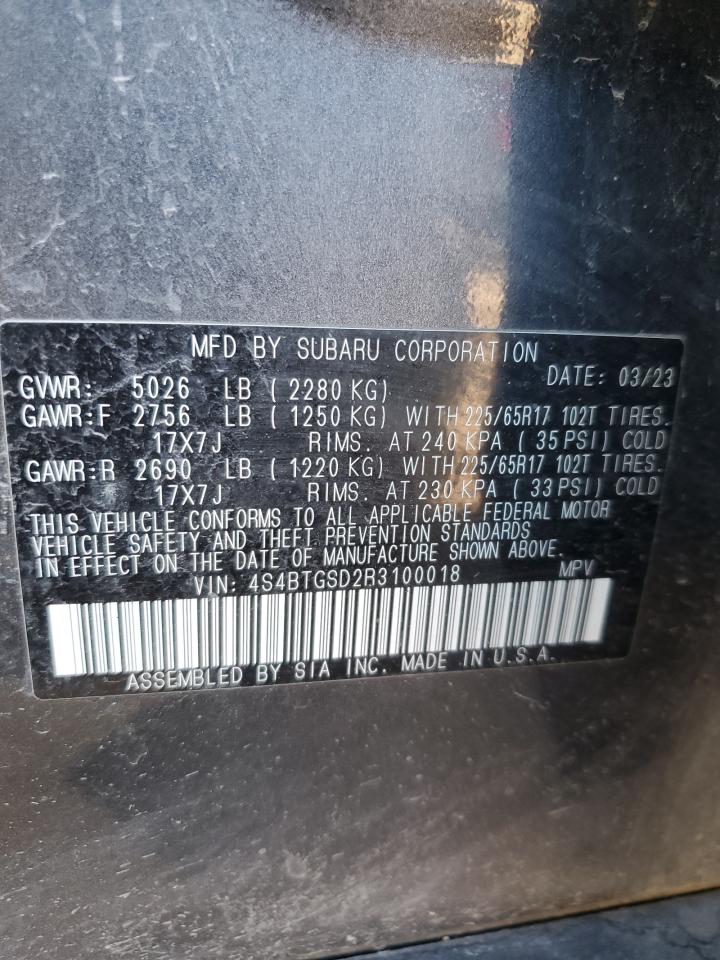 MFD BY SUBARU CORPORATION
DATE: 03/23
GVWR: 5026 LB ( 2280 KG)
GAWR:F 2756 LB ( 1250 KG) WITH 225/65R17 102T TIRES.
17X7J RIMS. AT 240 KPA ( 35 PSI) COLD
GAWR:R 2690 LB ( 1220 KG) WITH 225/65R17 102T TIRES.
17X7J RIMS. AT 230 KPA ( 33 PSI) COLD
THIS VEHICLE CONFORMS TO ALL APPLICABLE FEDERAL MOTOR
VEHICLE SAFETY AND THEFT PREVENTION STANDARDS
IN EFFECT ON THE DATE OF MANUFACTURE SHOWN ABOVE.
VIN: 4S4BTGSD2R3100018 MPV
ASSEMBLED BY SIA INC. MADE IN U.S.A.